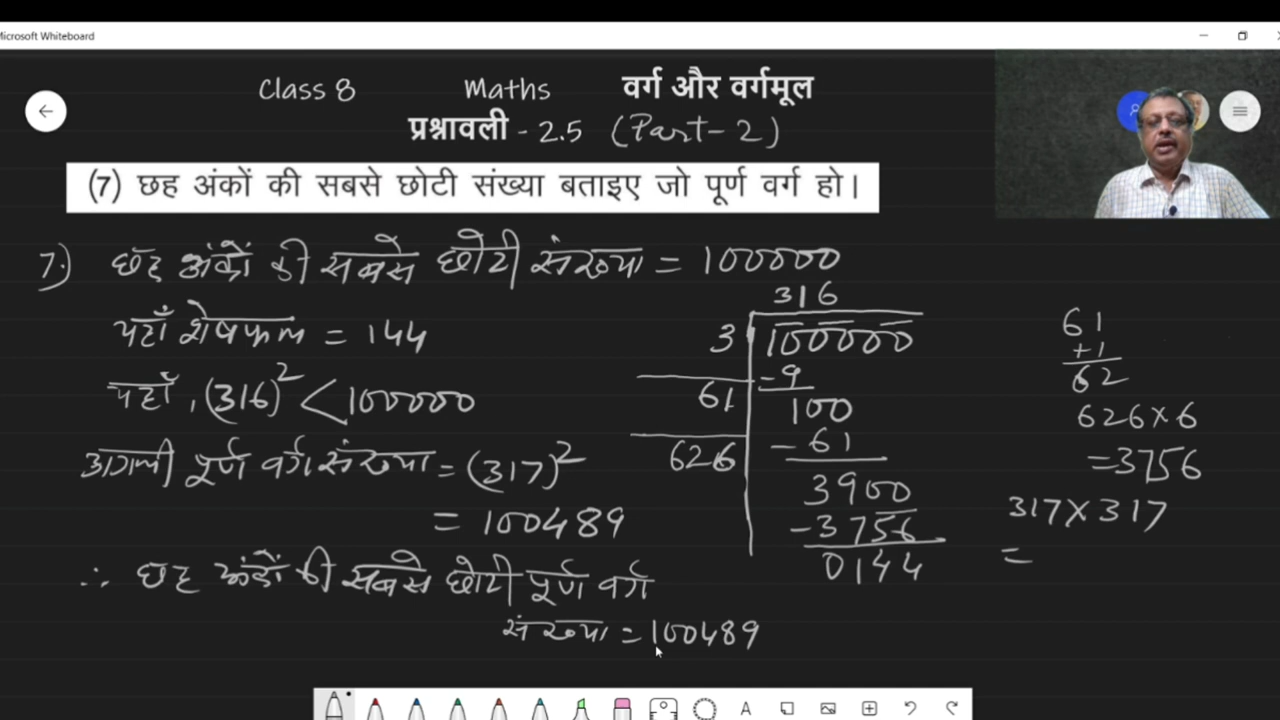 Microsoft Whiteboard
Class 8 Maths वर्ग और वर्गमूल
प्रश्नावली - 2.5 (Part-2)
(7) छह अंकों की सबसे छोटी संख्या बताइए जो पूर्ण वर्ग हो।
7.) छह अंकों की सबसे छोटी संख्या = 100000
यहाँ शेषफल = 144
यहाँ, (316)² < 100000
अगली पूर्ण वर्ग संख्या = (317)²
= 100489
∴ छह अंकों की सबसे छोटी पूर्ण वर्ग
संख्या = 100489
316
3 100000
-9
61 100
-61
626 3900
-3756
0144
61
+1
62
626×6
=3756
317×317
=
A